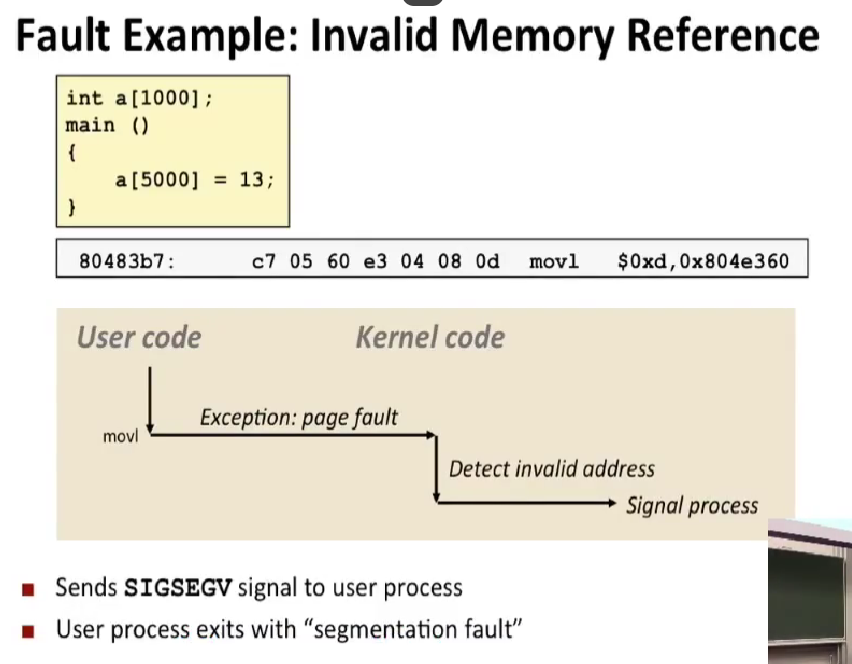 Fault Example: Invalid Memory Reference
int a[1000];
main ()
{
    a[5000] = 13;
}
80483b7:    c7 05 60 e3 04 08 0d    movl    $0xd,0x804e360
User code    Kernel code
Exception: page fault
movl
Detect invalid address
Signal process
Sends SIGSEGV signal to user process
User process exits with “segmentation fault”